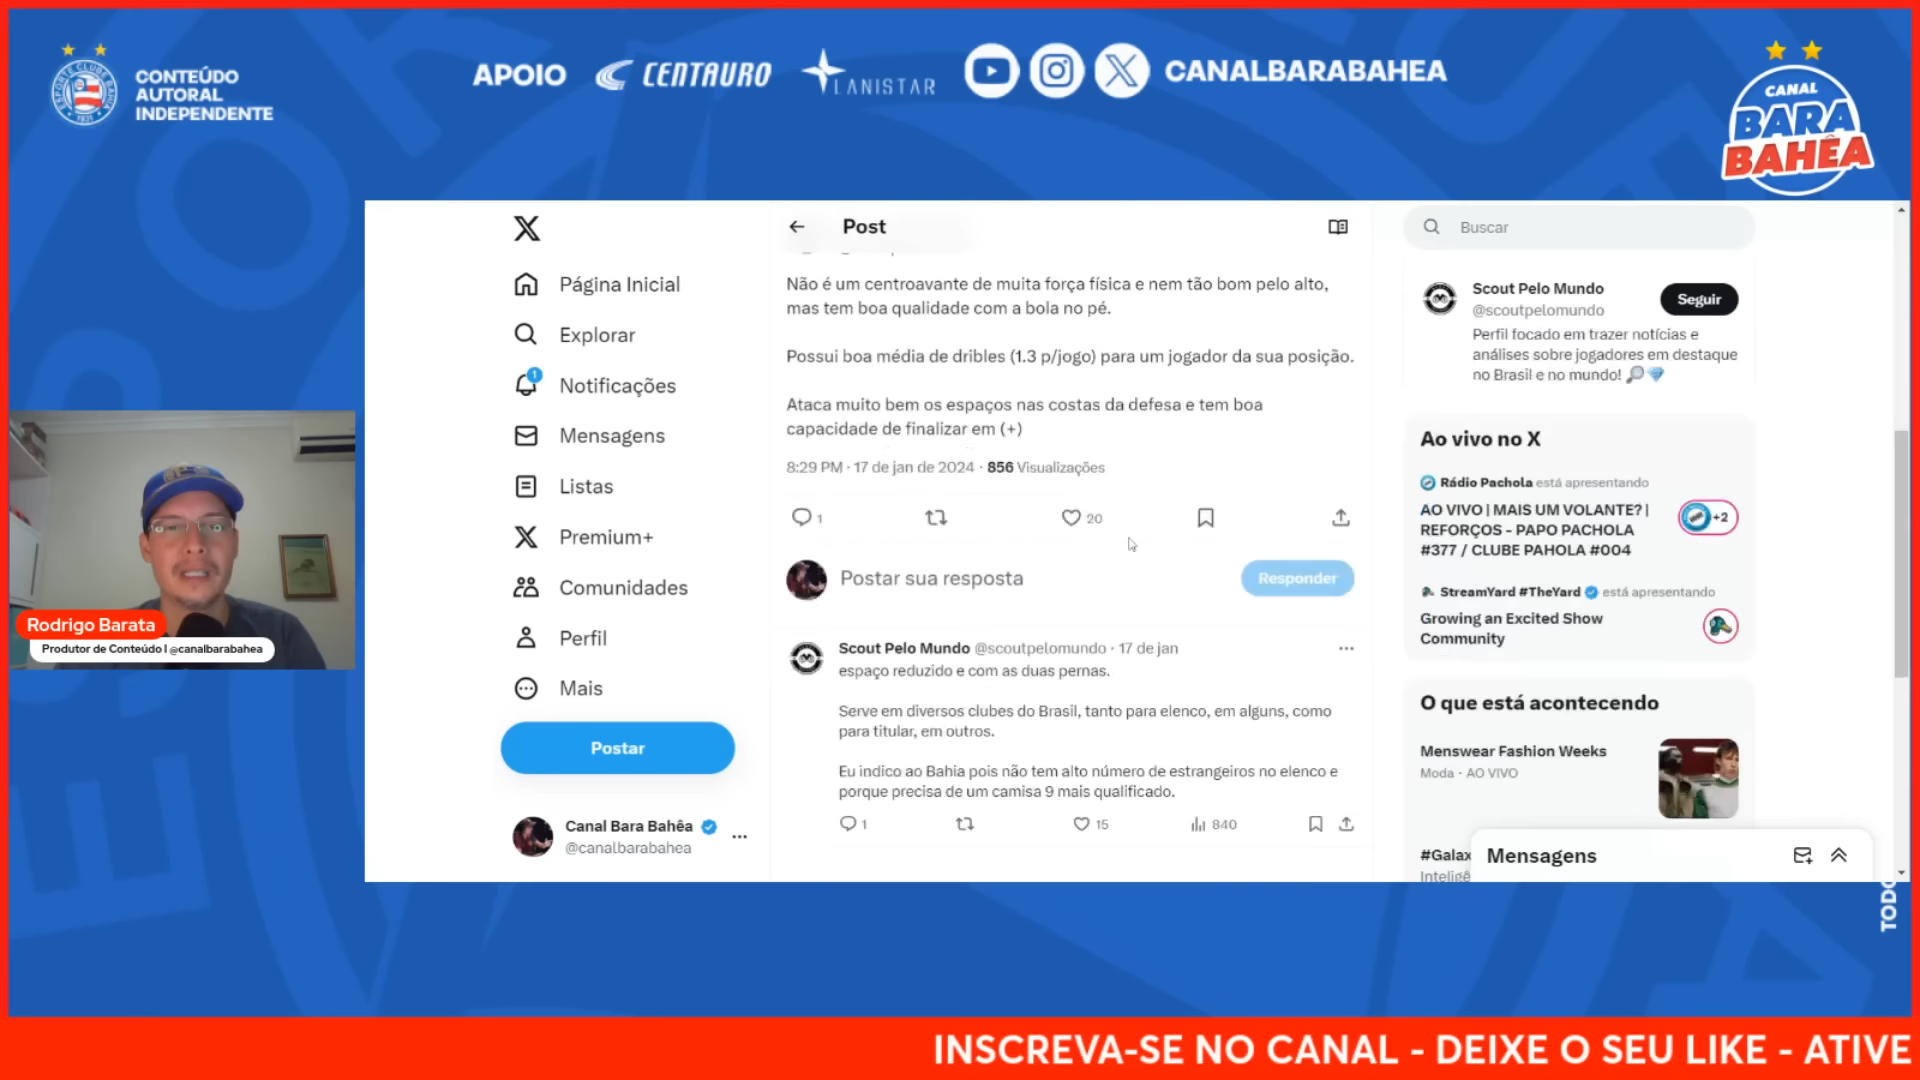 CONTEÚDO
AUTORAL
INDEPENDENTE
APOIO
CENTAURO
LANISTAR
CANALBARABAHEA
CANAL
BARA
BAHÊA
ESPORTE CLUBE BAHIA
1931
Rodrigo Barata
Produtor de Conteúdo | @canalbarabahea
Página Inicial
Explorar
1
Notificações
Mensagens
Listas
Premium+
Comunidades
Perfil
Mais
Postar
Canal Bara Bahêa
@canalbarabahea
Post
Não é um centroavante de muita força física e nem tão bom pelo alto,
mas tem boa qualidade com a bola no pé.
Possui boa média de dribles (1.3 p/jogo) para um jogador da sua posição.
Ataca muito bem os espaços nas costas da defesa e tem boa
capacidade de finalizar em (+)
8:29 PM · 17 de jan de 2024 · 856 Visualizações
1
20
Postar sua resposta
Responder
Scout Pelo Mundo @scoutpelomundo · 17 de jan
espaço reduzido e com as duas pernas.
Serve em diversos clubes do Brasil, tanto para elenco, em alguns, como
para titular, em outros.
Eu indico ao Bahia pois não tem alto número de estrangeiros no elenco e
porque precisa de um camisa 9 mais qualificado.
1
15
840
Buscar
Scout Pelo Mundo
@scoutpelomundo
Seguir
Perfil focado em trazer notícias e
análises sobre jogadores em destaque
no Brasil e no mundo!
Ao vivo no X
Rádio Pachola está apresentando
AO VIVO | MAIS UM VOLANTE? |
REFORÇOS - PAPO PACHOLA
#377 / CLUBE PAHOLA #004
+2
StreamYard #TheYard está apresentando
Growing an Excited Show
Community
O que está acontecendo
Menswear Fashion Weeks
Moda · AO VIVO
#Galax
Inteligê
Mensagens
TODO
INSCREVA-SE NO CANAL - DEIXE O SEU LIKE - ATIVE